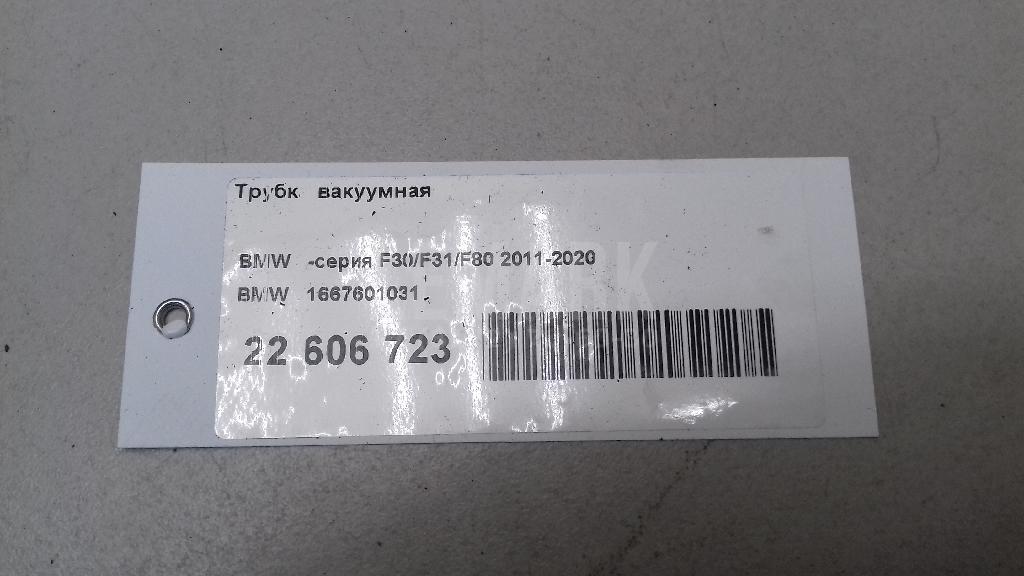 Трубк вакуумная
BMW -серия F30/F31/F80 2011-2020
BMW 1667601031
22 606 723